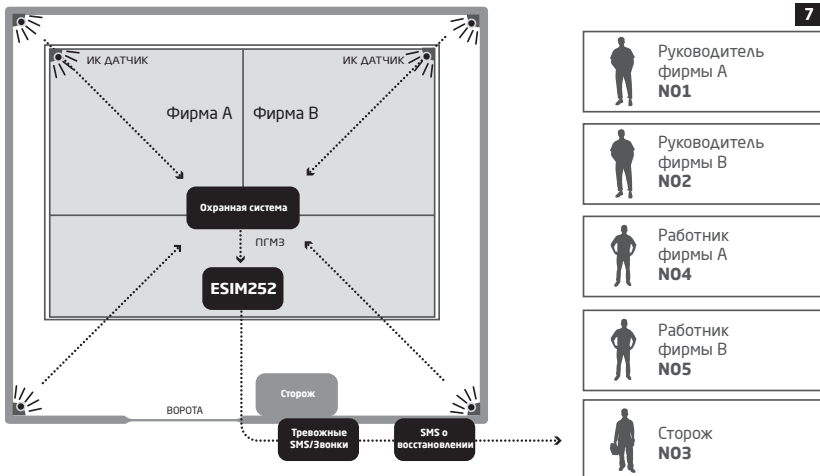 7
ИК ДАТЧИК
ИК ДАТЧИК
Фирма А
Фирма В
Охранная система
ПГМ3
ESIM252
Сторож
ВОРОТА
Тревожные
SMS/Звонки
SMS о
восстановлении
Руководитель
фирмы А
NO1
Руководитель
фирмы В
NO2
Работник
фирмы А
NO4
Работник
фирмы В
NO5
Сторож
NO3